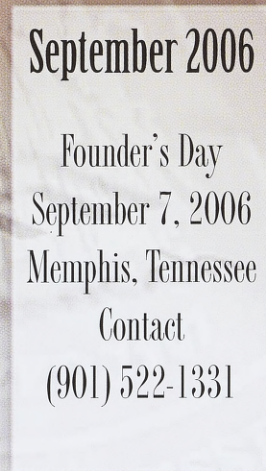 September 2006
Founder's Day
September 7, 2006
Memphis, Tennessee
Contact
(901) 522-1331